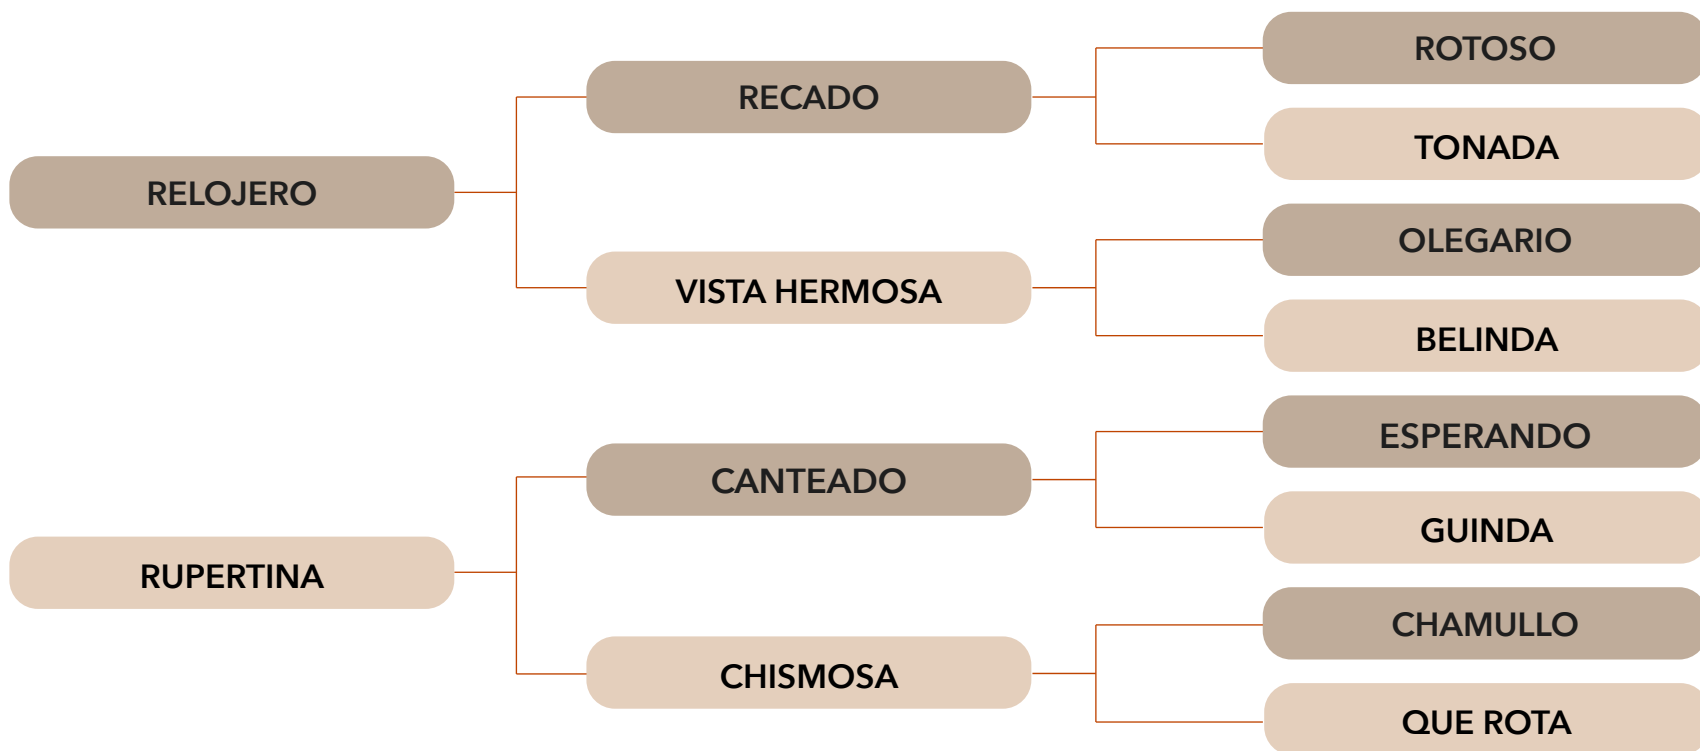 ROTOSO
RECADO
TONADA
RELOJERO
OLEGARIO
VISTA HERMOSA
BELINDA
ESPERANDO
CANTEADO
GUINDA
RUPERTINA
CHAMULLO
CHISMOSA
QUE ROTA